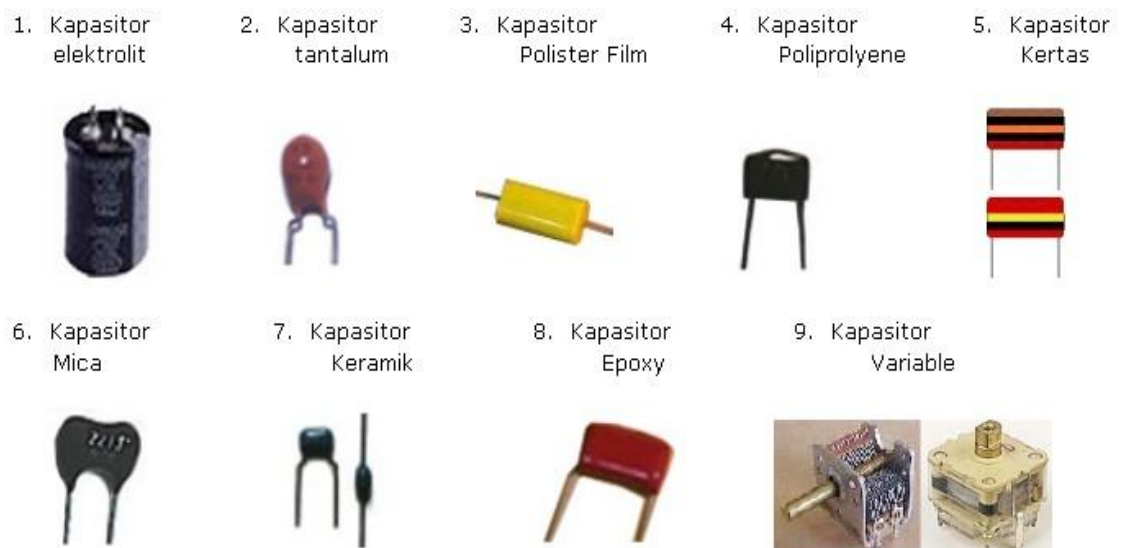 1. Kapasitor
elektrolit
2. Kapasitor
tantalum
3. Kapasitor
Polister Film
4. Kapasitor
Poliprolyene
5. Kapasitor
Kertas
6. Kapasitor
Mica
7. Kapasitor
Keramik
8. Kapasitor
Epoxy
9. Kapasitor
Variable